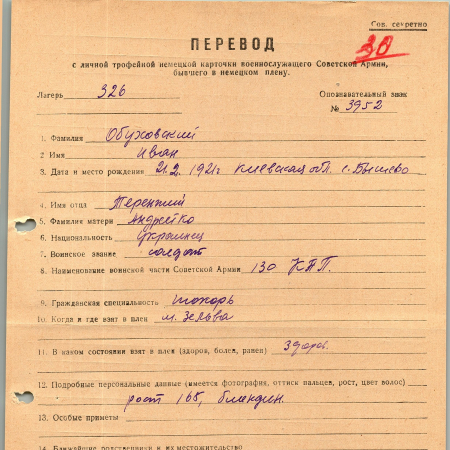 Сов. секретно
30
ПЕРЕВОД
с личной трофейной немецкой карточки военнослужащего Советской Армии,
бывшего в немецком плену.
Лагерь 326
Опознавательный знак
№ 3952
1. Фамилия Обуховский
2 Имя Иван
3. Дата и место рождения 21.2.1921г Киевская обл. с. Бышево
4. Имя отца Терентий
5. Фамилия матери Андрейко
6. Национальность Украинец
7. Воинское звание солдат
8. Наименование воинской части Советской Армии 130 КАП.
9. Гражданская специальность токарь
10. Когда и где взят в плен м. Зельва
11. В каком состоянии взят в плен (здоров, болен, ранен) Здоров.
12. Подробные персональные данные (имеется фотография, оттиск пальцев, рост, цвет волос)
рост 165, блондин.
13. Особые приметы
14. Ближайшие родственники и их местожительство